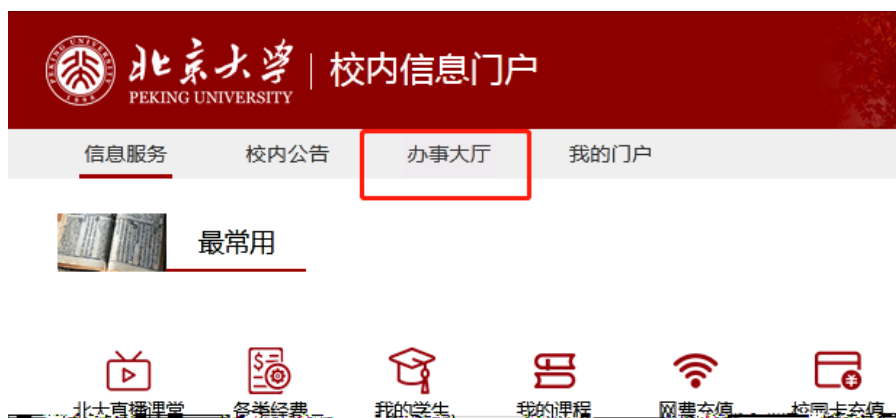 北京大学
PEKING UNIVERSITY
校内信息门户
信息服务 校内公告 办事大厅 我的门户
最常用
北大直播课堂 各类经费 我的学生 我的课程 网费充值 校园卡充值